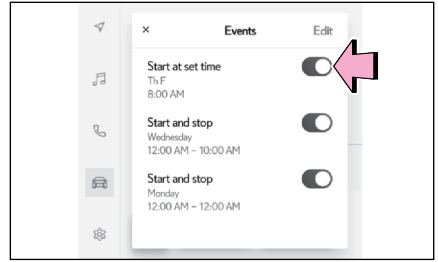 × Events Edit
Start at set time
Th F
8:00 AM
Start and stop
Wednesday
12:00 AM – 10:00 AM
Start and stop
Monday
12:00 AM – 12:00 AM